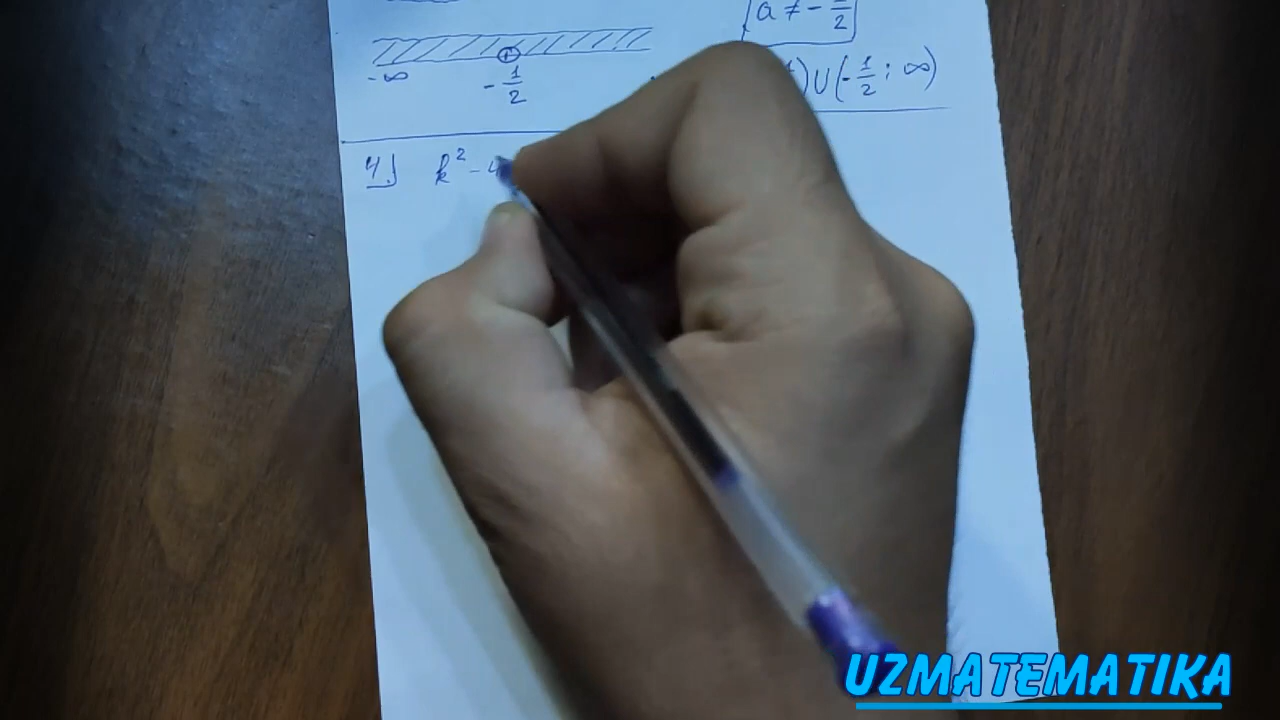 a ≠ - 1/2
-∞ - 1/2 ) ∪ (- 1/2 ; ∞)
4) k² - 4
UZMATEMATIKA